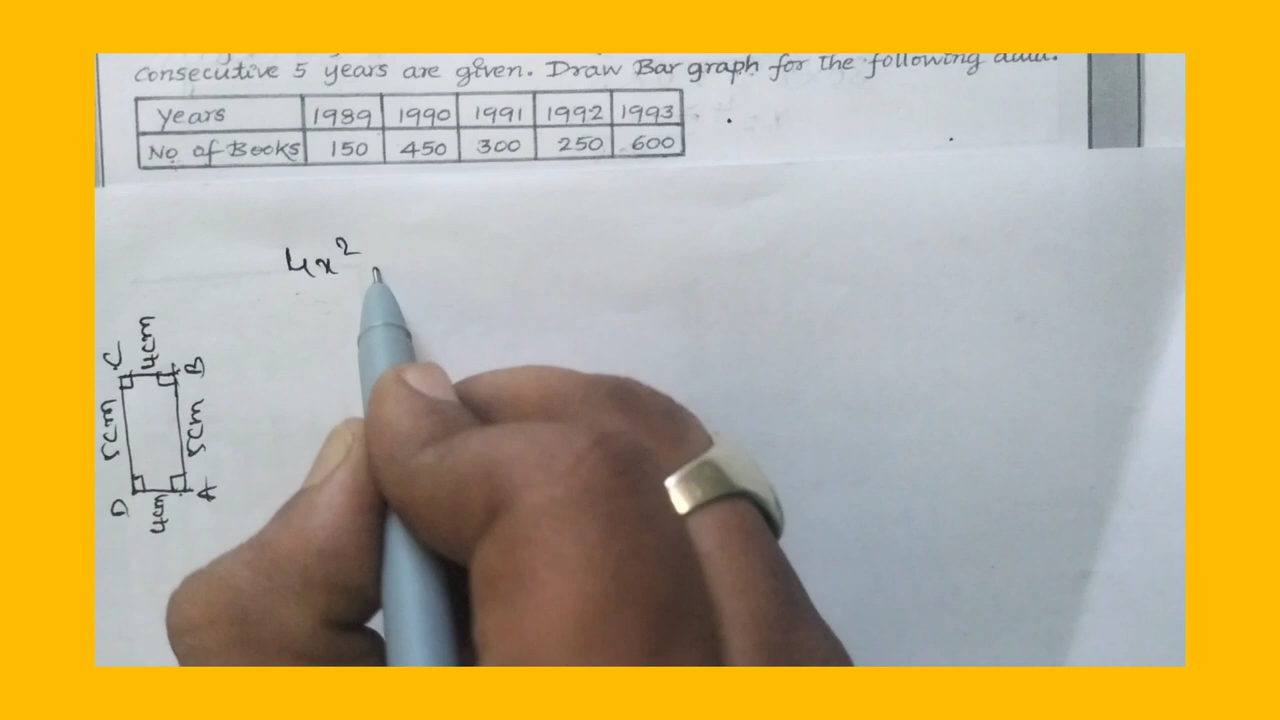 consecutive 5 years are given. Draw Bar graph for the following data.
Years 1989 1990 1991 1992 1993
No of Books 150 450 300 250 600
4x²
C 4cm B
5cm 5cm
D 4cm A